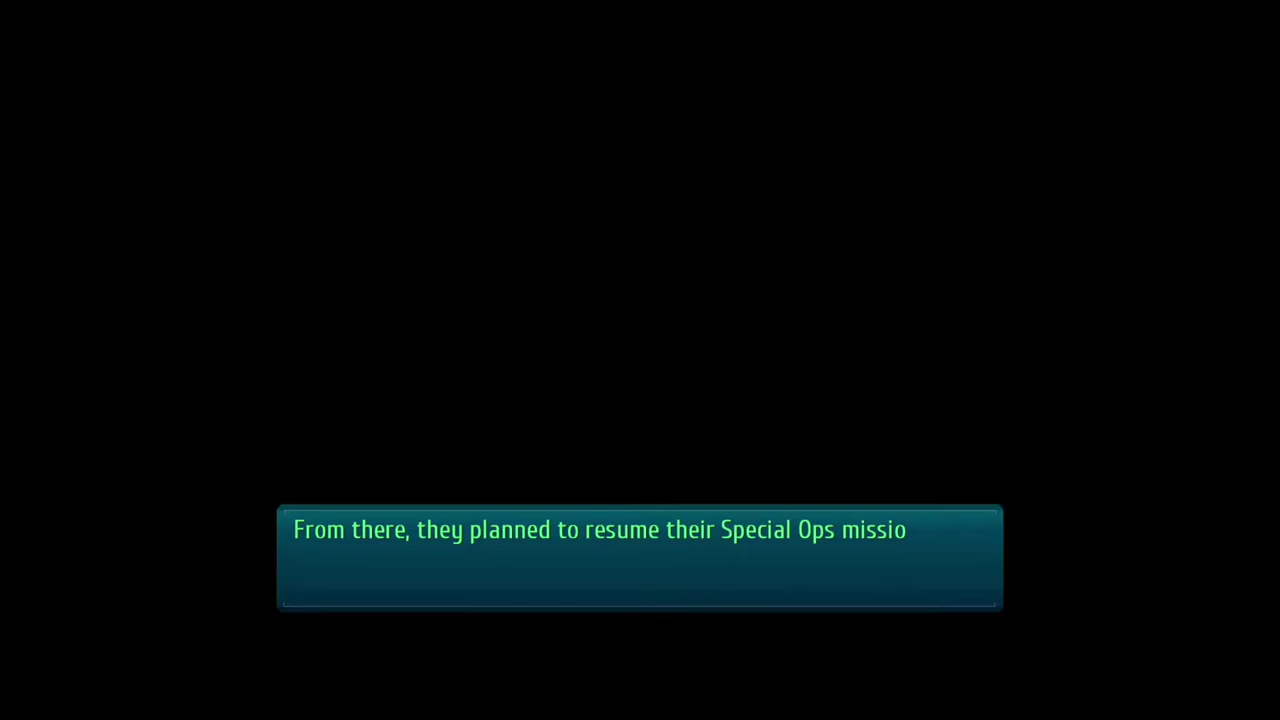 From there, they planned to resume their Special Ops missio